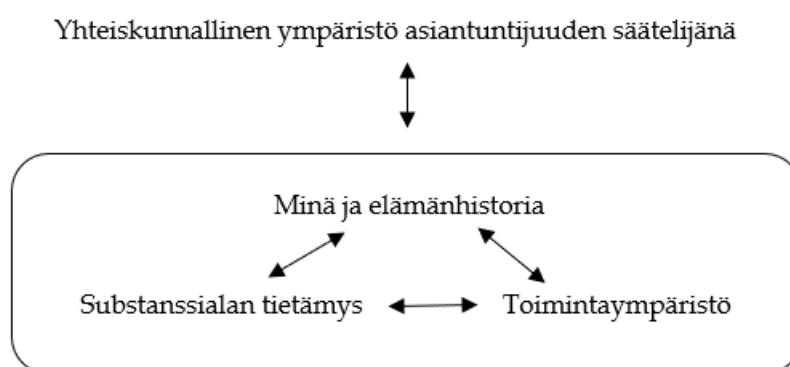 Yhteiskunnallinen ympäristö asiantuntijuuden säätelijänä
Minä ja elämänhistoria
Substanssialan tietämys
Toimintaympäristö